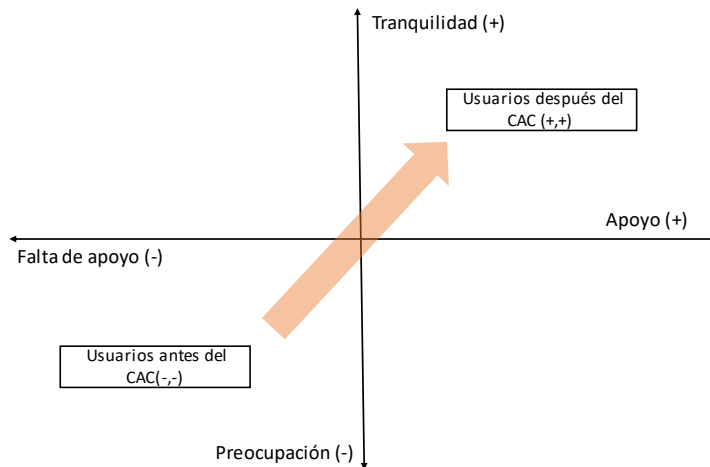 Tranquilidad (+)
Usuarios después del
CAC (+,+)
Apoyo (+)
Falta de apoyo (-)
Usuarios antes del
CAC(-,-)
Preocupación (-)